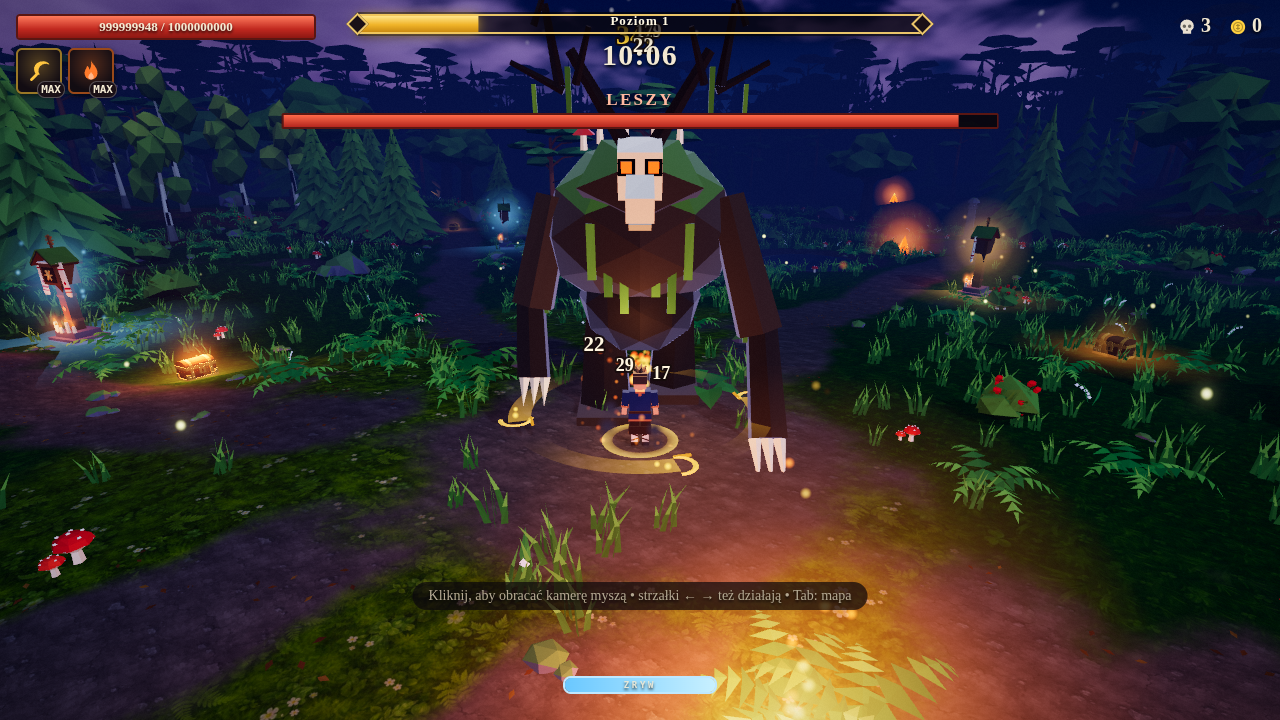 999999948 / 1000000000
Poziom 1
3
0
22
10:06
MAX
MAX
LESZY
22
29
17
Kliknij, aby obracać kamerę myszą • strzałki ← → też działają • Tab: mapa
ZRYW